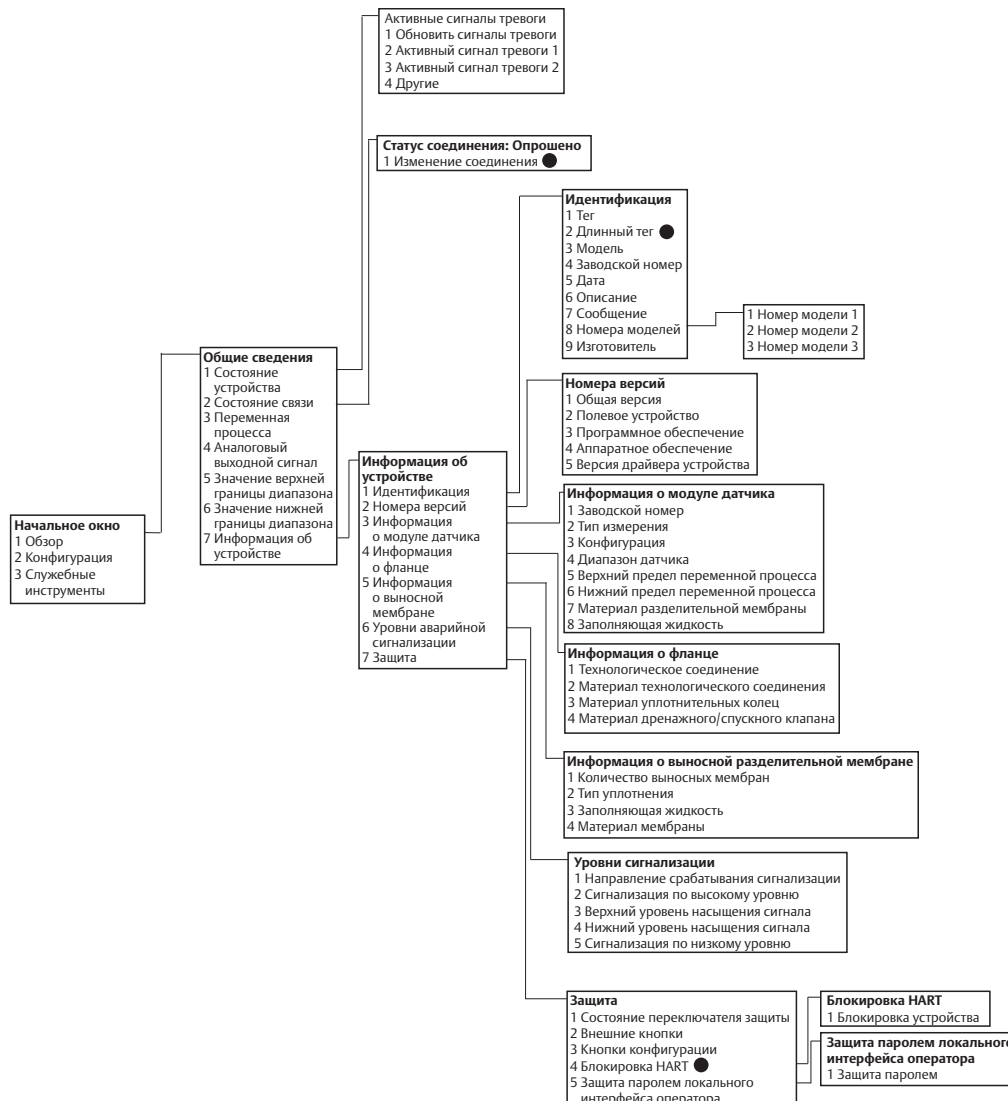 Активные сигналы тревоги
1 Обновить сигналы тревоги
2 Активный сигнал тревоги 1
3 Активный сигнал тревоги 2
4 Другие
Статус соединения: Опрошено
1 Изменение соединения
Идентификация
1 Тег
2 Длинный тег
3 Модель
4 Заводской номер
5 Дата
6 Описание
7 Сообщение
8 Номера моделей
9 Изготовитель
1 Номер модели 1
2 Номер модели 2
3 Номер модели 3
Общие сведения
1 Состояние
устройства
2 Состояние связи
3 Переменная
процесса
4 Аналоговый
выходной сигнал
5 Значение верхней
границы диапазона
6 Значение нижней
границы диапазона
7 Информация об
устройстве
Номера версий
1 Общая версия
2 Полевое устройство
3 Программное обеспечение
4 Аппаратное обеспечение
5 Версия драйвера устройства
Информация об
устройстве
1 Идентификация
2 Номера версий
3 Информация
о модуле датчика
4 Информация
о фланце
5 Информация
о выносной
мембране
6 Уровни аварийной
сигнализации
7 Защита
Начальное окно
1 Обзор
2 Конфигурация
3 Служебные
инструменты
Информация о модуле датчика
1 Заводской номер
2 Тип измерения
3 Конфигурация
4 Диапазон датчика
5 Верхний предел переменной процесса
6 Нижний предел переменной процесса
7 Материал разделительной мембраны
8 Заполняющая жидкость
Информация о фланце
1 Технологическое соединение
2 Материал технологического соединения
3 Материал уплотнительных колец
4 Материал дренажного/спускного клапана
Информация о выносной разделительной мембране
1 Количество выносных мембран
2 Тип уплотнения
3 Заполняющая жидкость
4 Материал мембраны
Уровни сигнализации
1 Направление срабатывания сигнализации
2 Сигнализация по высокому уровню
3 Верхний уровень насыщения сигнала
4 Нижний уровень насыщения сигнала
5 Сигнализация по низкому уровню
Защита
1 Состояние переключателя защиты
2 Внешние кнопки
3 Кнопки конфигурации
4 Блокировка HART
5 Защита паролем локального
интерфейса оператора
Блокировка HART
1 Блокировка устройства
Защита паролем локального
интерфейса оператора
1 Защита паролем